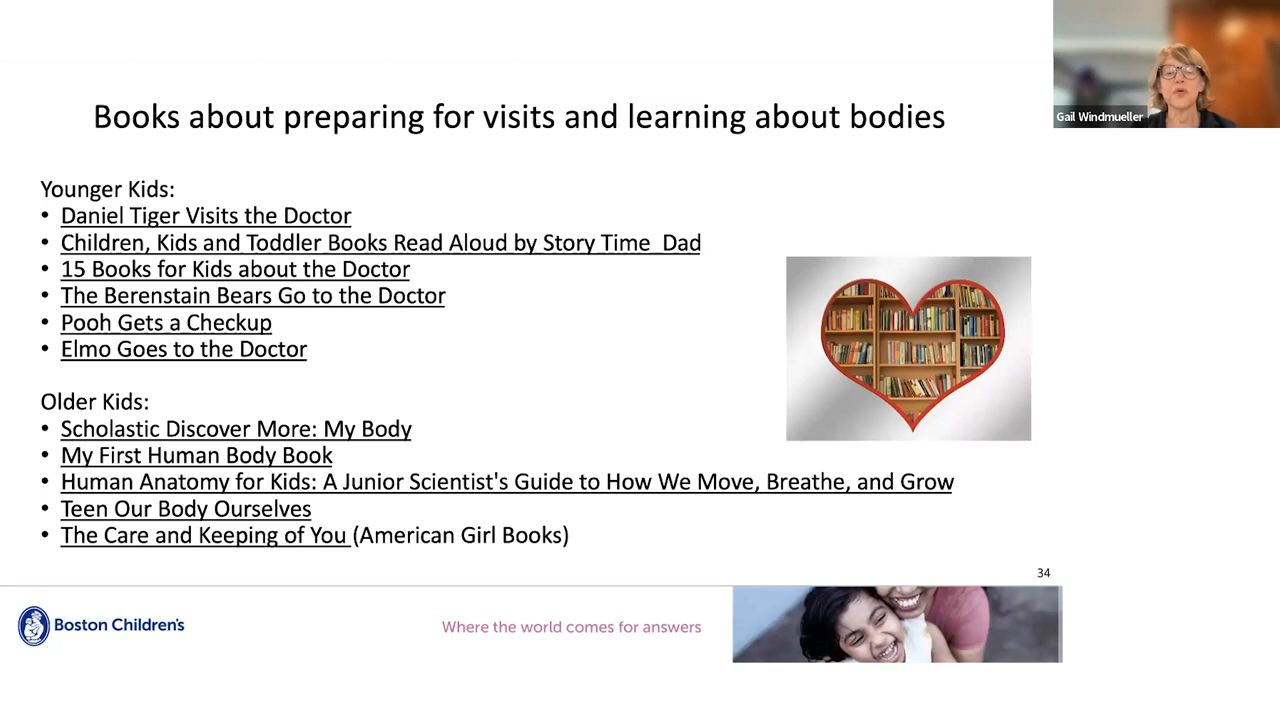 Books about preparing for visits and learning about bodies
Gail Windmueller
Younger Kids:
• Daniel Tiger Visits the Doctor
• Children, Kids and Toddler Books Read Aloud by Story Time Dad
• 15 Books for Kids about the Doctor
• The Berenstain Bears Go to the Doctor
• Pooh Gets a Checkup
• Elmo Goes to the Doctor
Older Kids:
• Scholastic Discover More: My Body
• My First Human Body Book
• Human Anatomy for Kids: A Junior Scientist's Guide to How We Move, Breathe, and Grow
• Teen Our Body Ourselves
• The Care and Keeping of You (American Girl Books)
34
Boston Children's
Where the world comes for answers